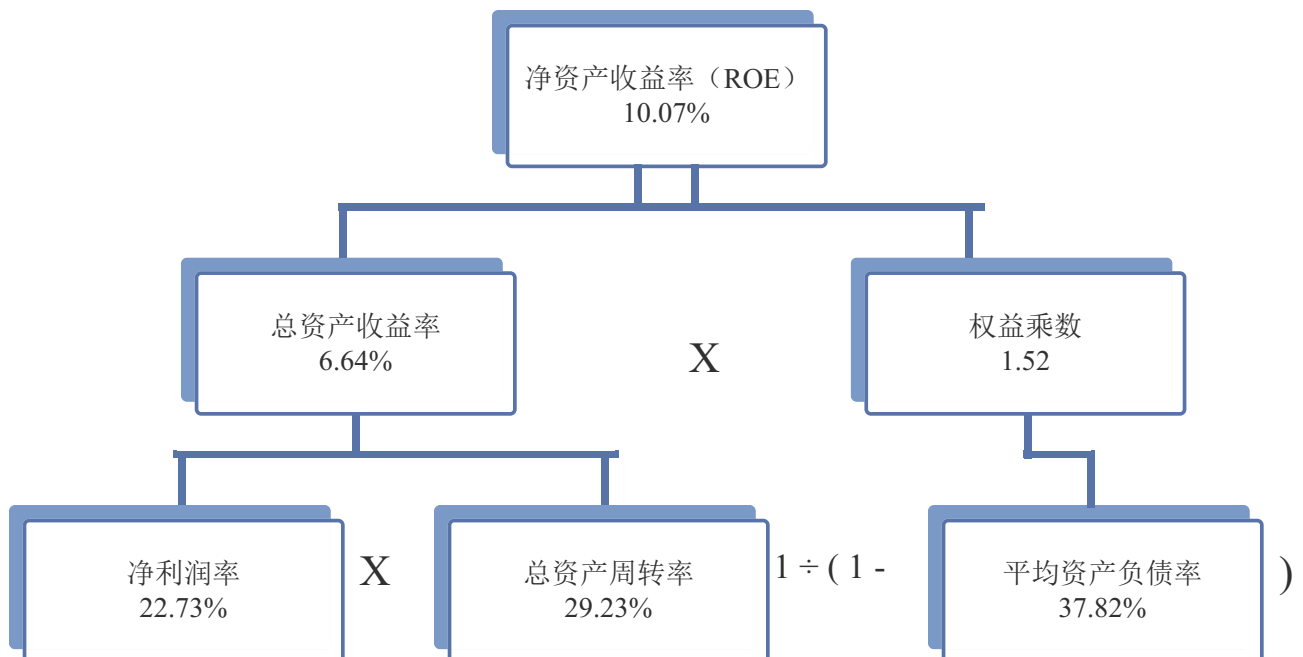 净资产收益率（ROE）
10.07%
总资产收益率
6.64%
X
权益乘数
1.52
净利润率
22.73%
X
总资产周转率
29.23%
1 ÷ ( 1 -
平均资产负债率
37.82%
)